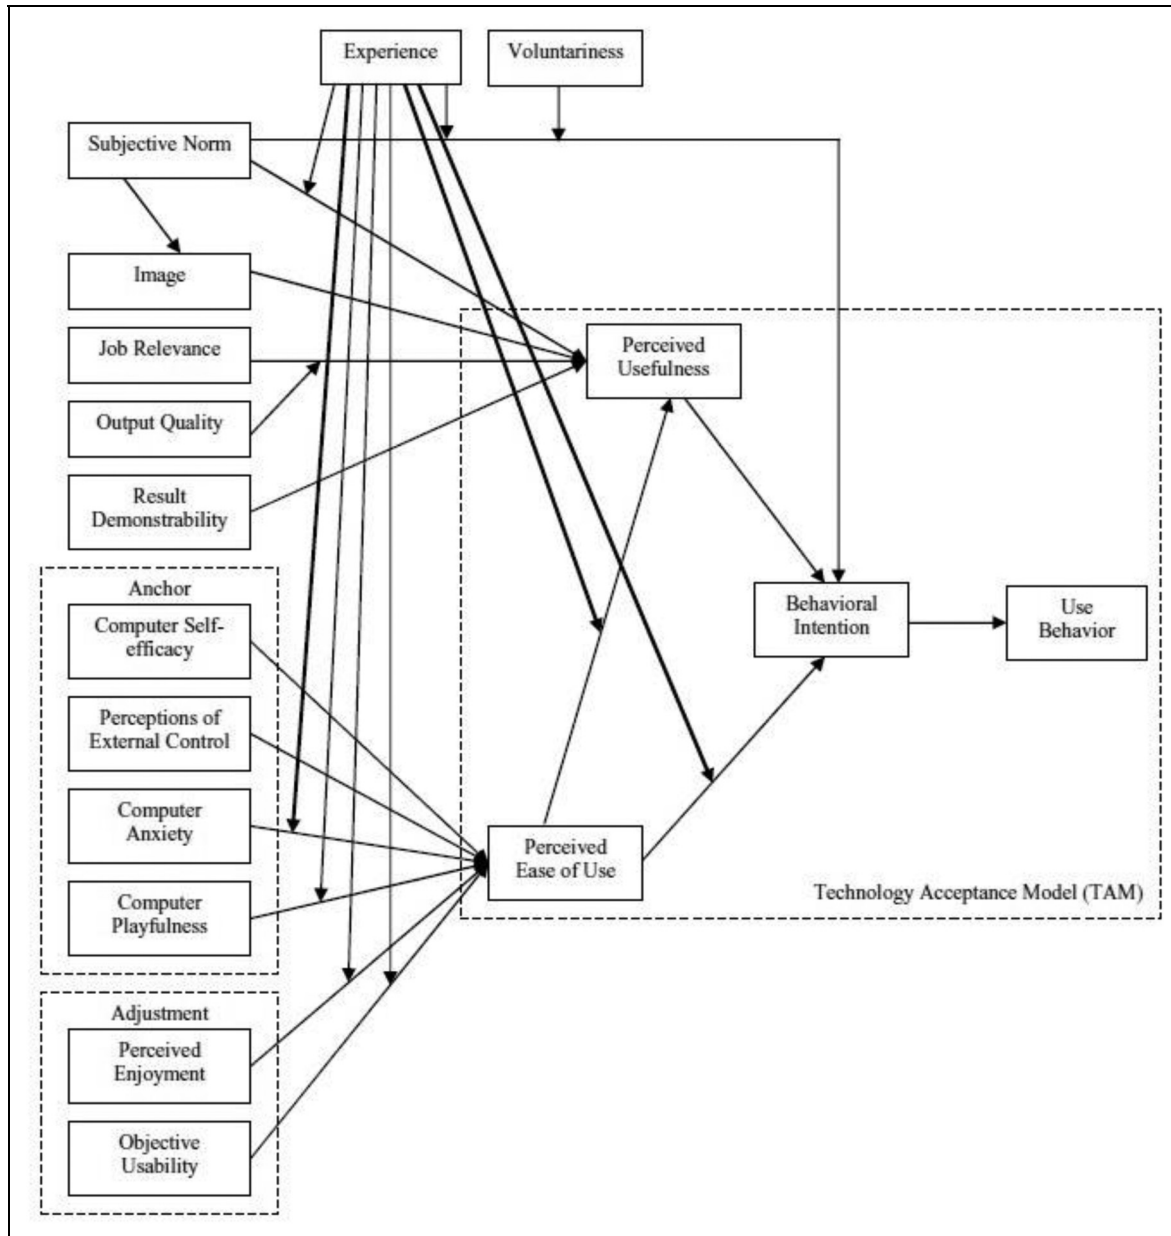 Experience
Voluntariness
Subjective Norm
Image
Job Relevance
Output Quality
Result
Demonstrability
Perceived
Usefulness
Anchor
Computer Self-
efficacy
Perceptions of
External Control
Computer
Anxiety
Computer
Playfulness
Behavioral
Intention
Use
Behavior
Perceived
Ease of Use
Technology Acceptance Model (TAM)
Adjustment
Perceived
Enjoyment
Objective
Usability